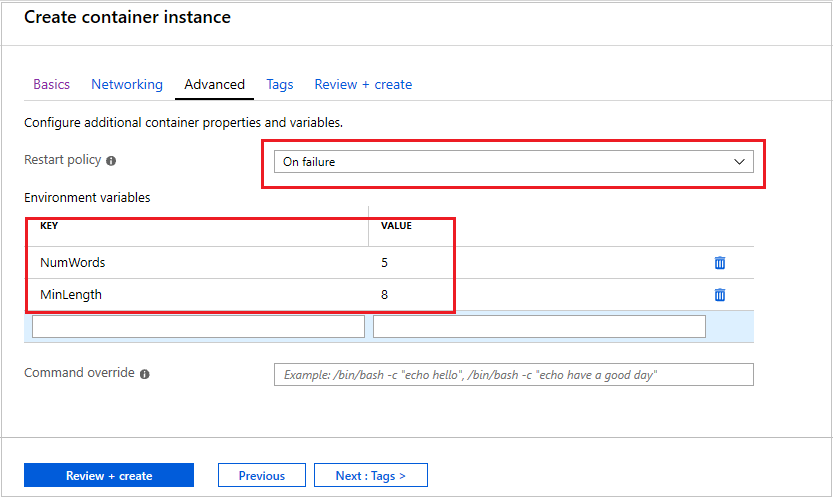 Create container instance
Basics Networking Advanced Tags Review + create
Configure additional container properties and variables.
Restart policy On failure
Environment variables
KEY VALUE
NumWords 5
MinLength 8
Command override Example: /bin/bash -c "echo hello", /bin/bash -c "echo have a good day"
Review + create Previous Next : Tags >